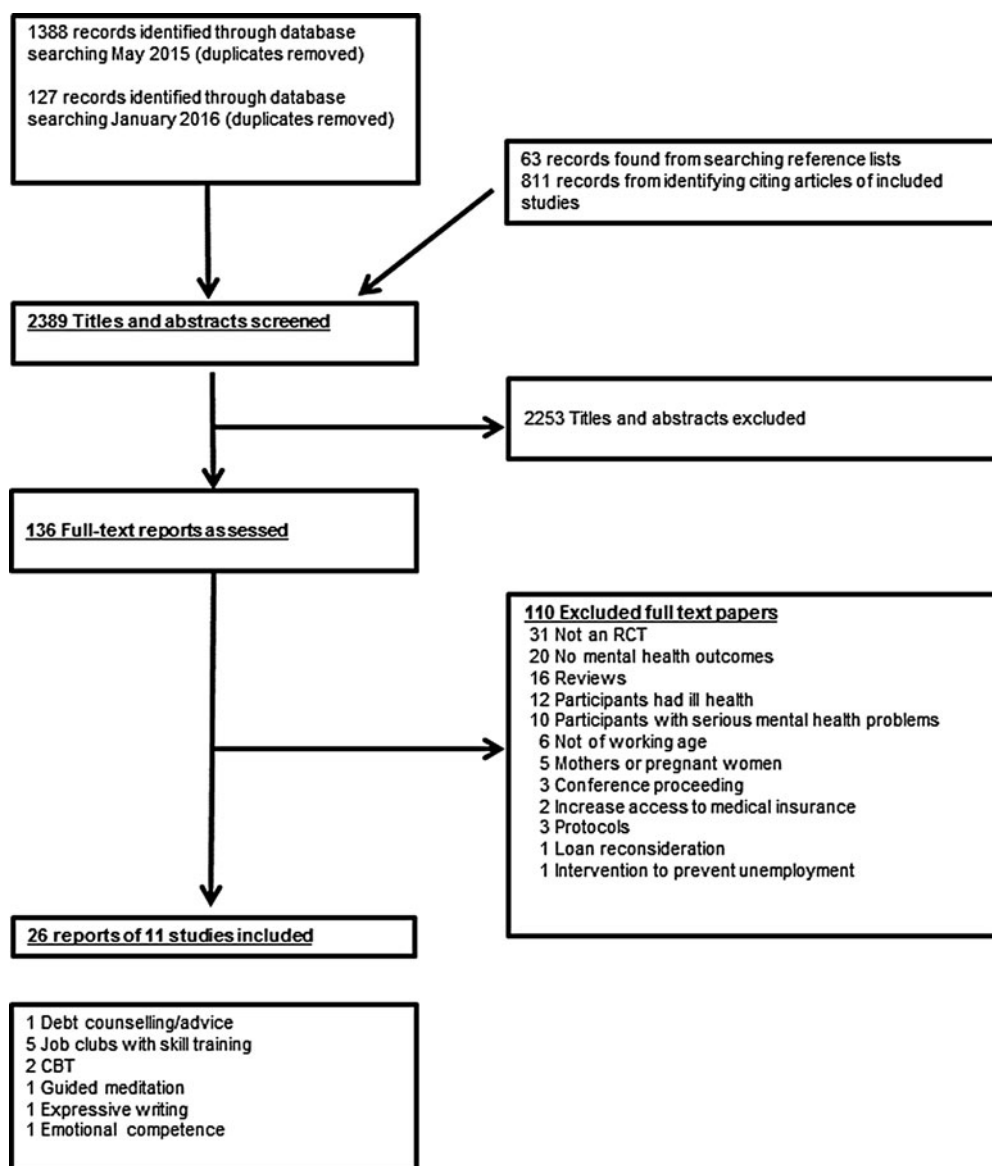 1388 records identified through database
searching May 2015 (duplicates removed)
127 records identified through database
searching January 2016 (duplicates removed)
63 records found from searching reference lists
811 records from identifying citing articles of included
studies
2389 Titles and abstracts screened
2253 Titles and abstracts excluded
136 Full-text reports assessed
110 Excluded full text papers
31 Not an RCT
20 No mental health outcomes
16 Reviews
12 Participants had ill health
10 Participants with serious mental health problems
6 Not of working age
5 Mothers or pregnant women
3 Conference proceeding
2 Increase access to medical insurance
3 Protocols
1 Loan reconsideration
1 Intervention to prevent unemployment
26 reports of 11 studies included
1 Debt counselling/advice
5 Job clubs with skill training
2 CBT
1 Guided meditation
1 Expressive writing
1 Emotional competence